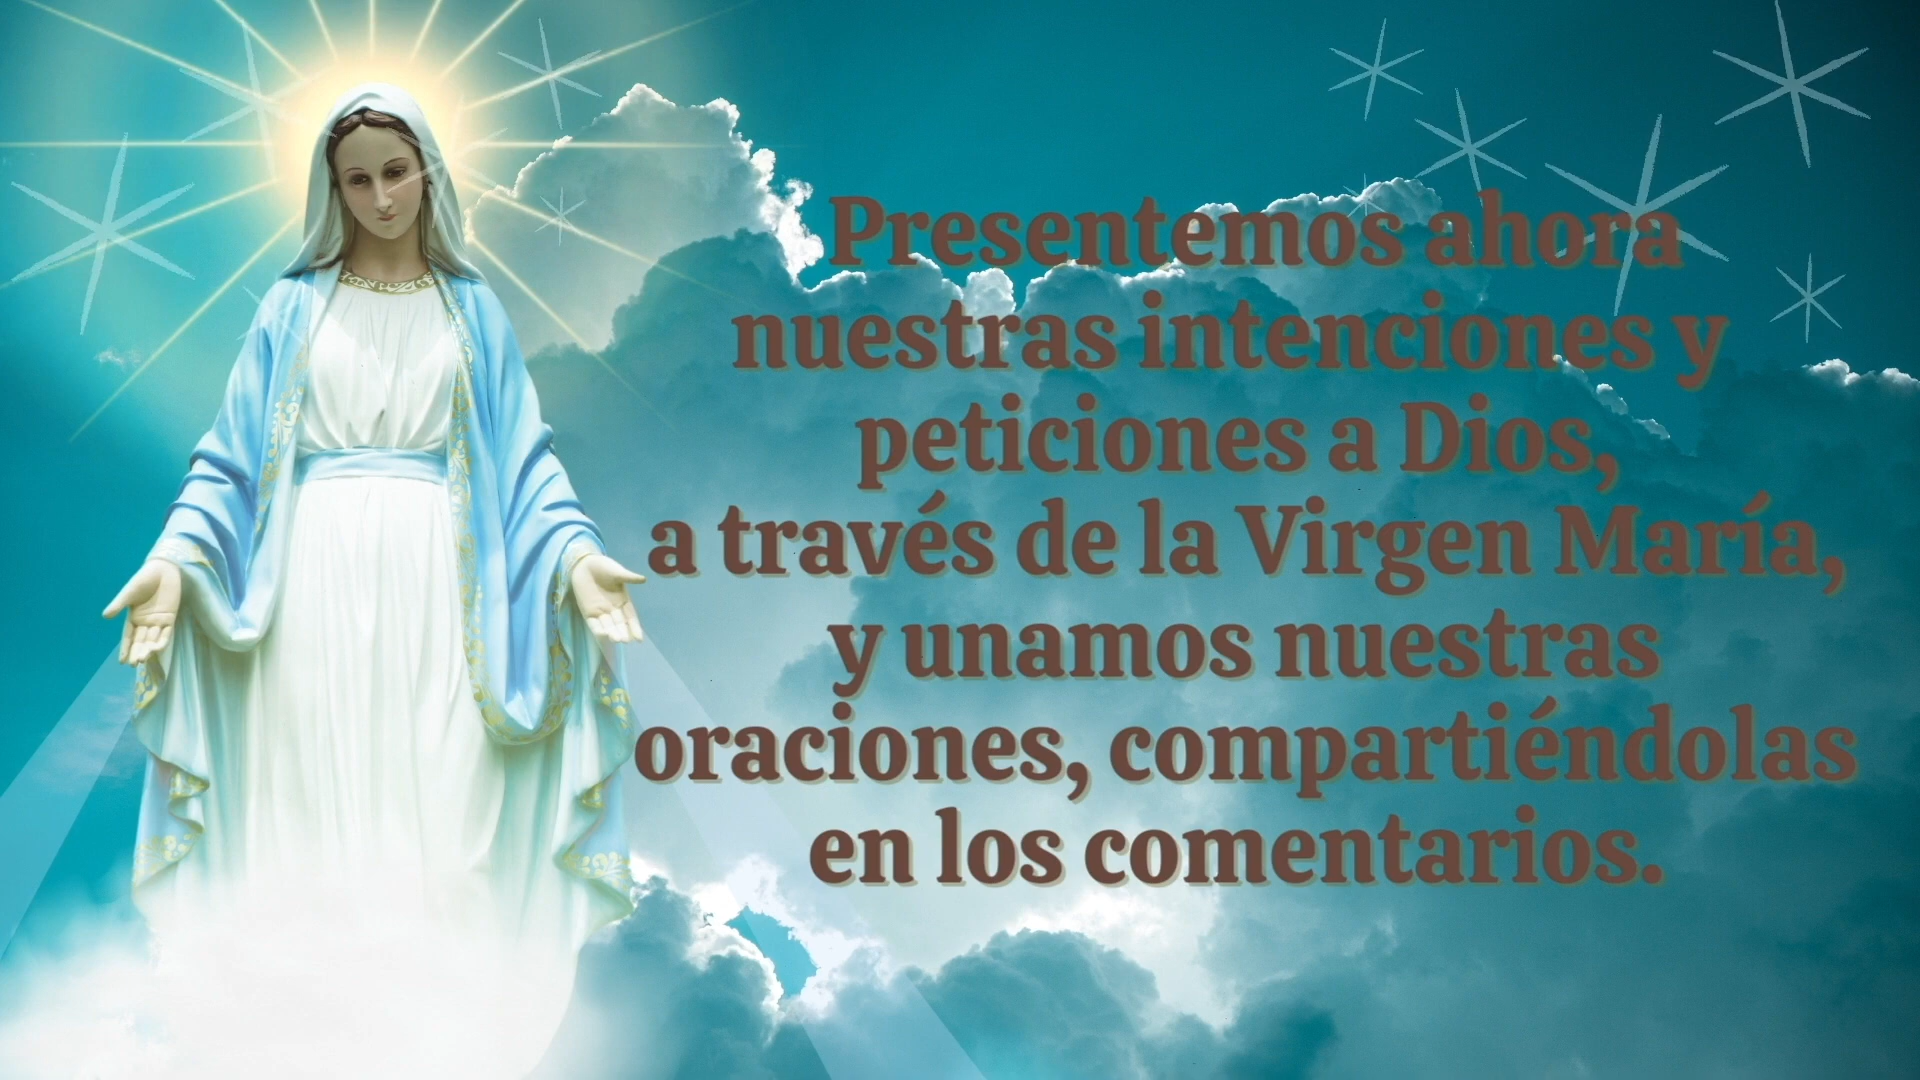 Presentemos ahora
nuestras intenciones y
peticiones a Dios,
a través de la Virgen María,
y unamos nuestras
oraciones, compartiéndolas
en los comentarios.